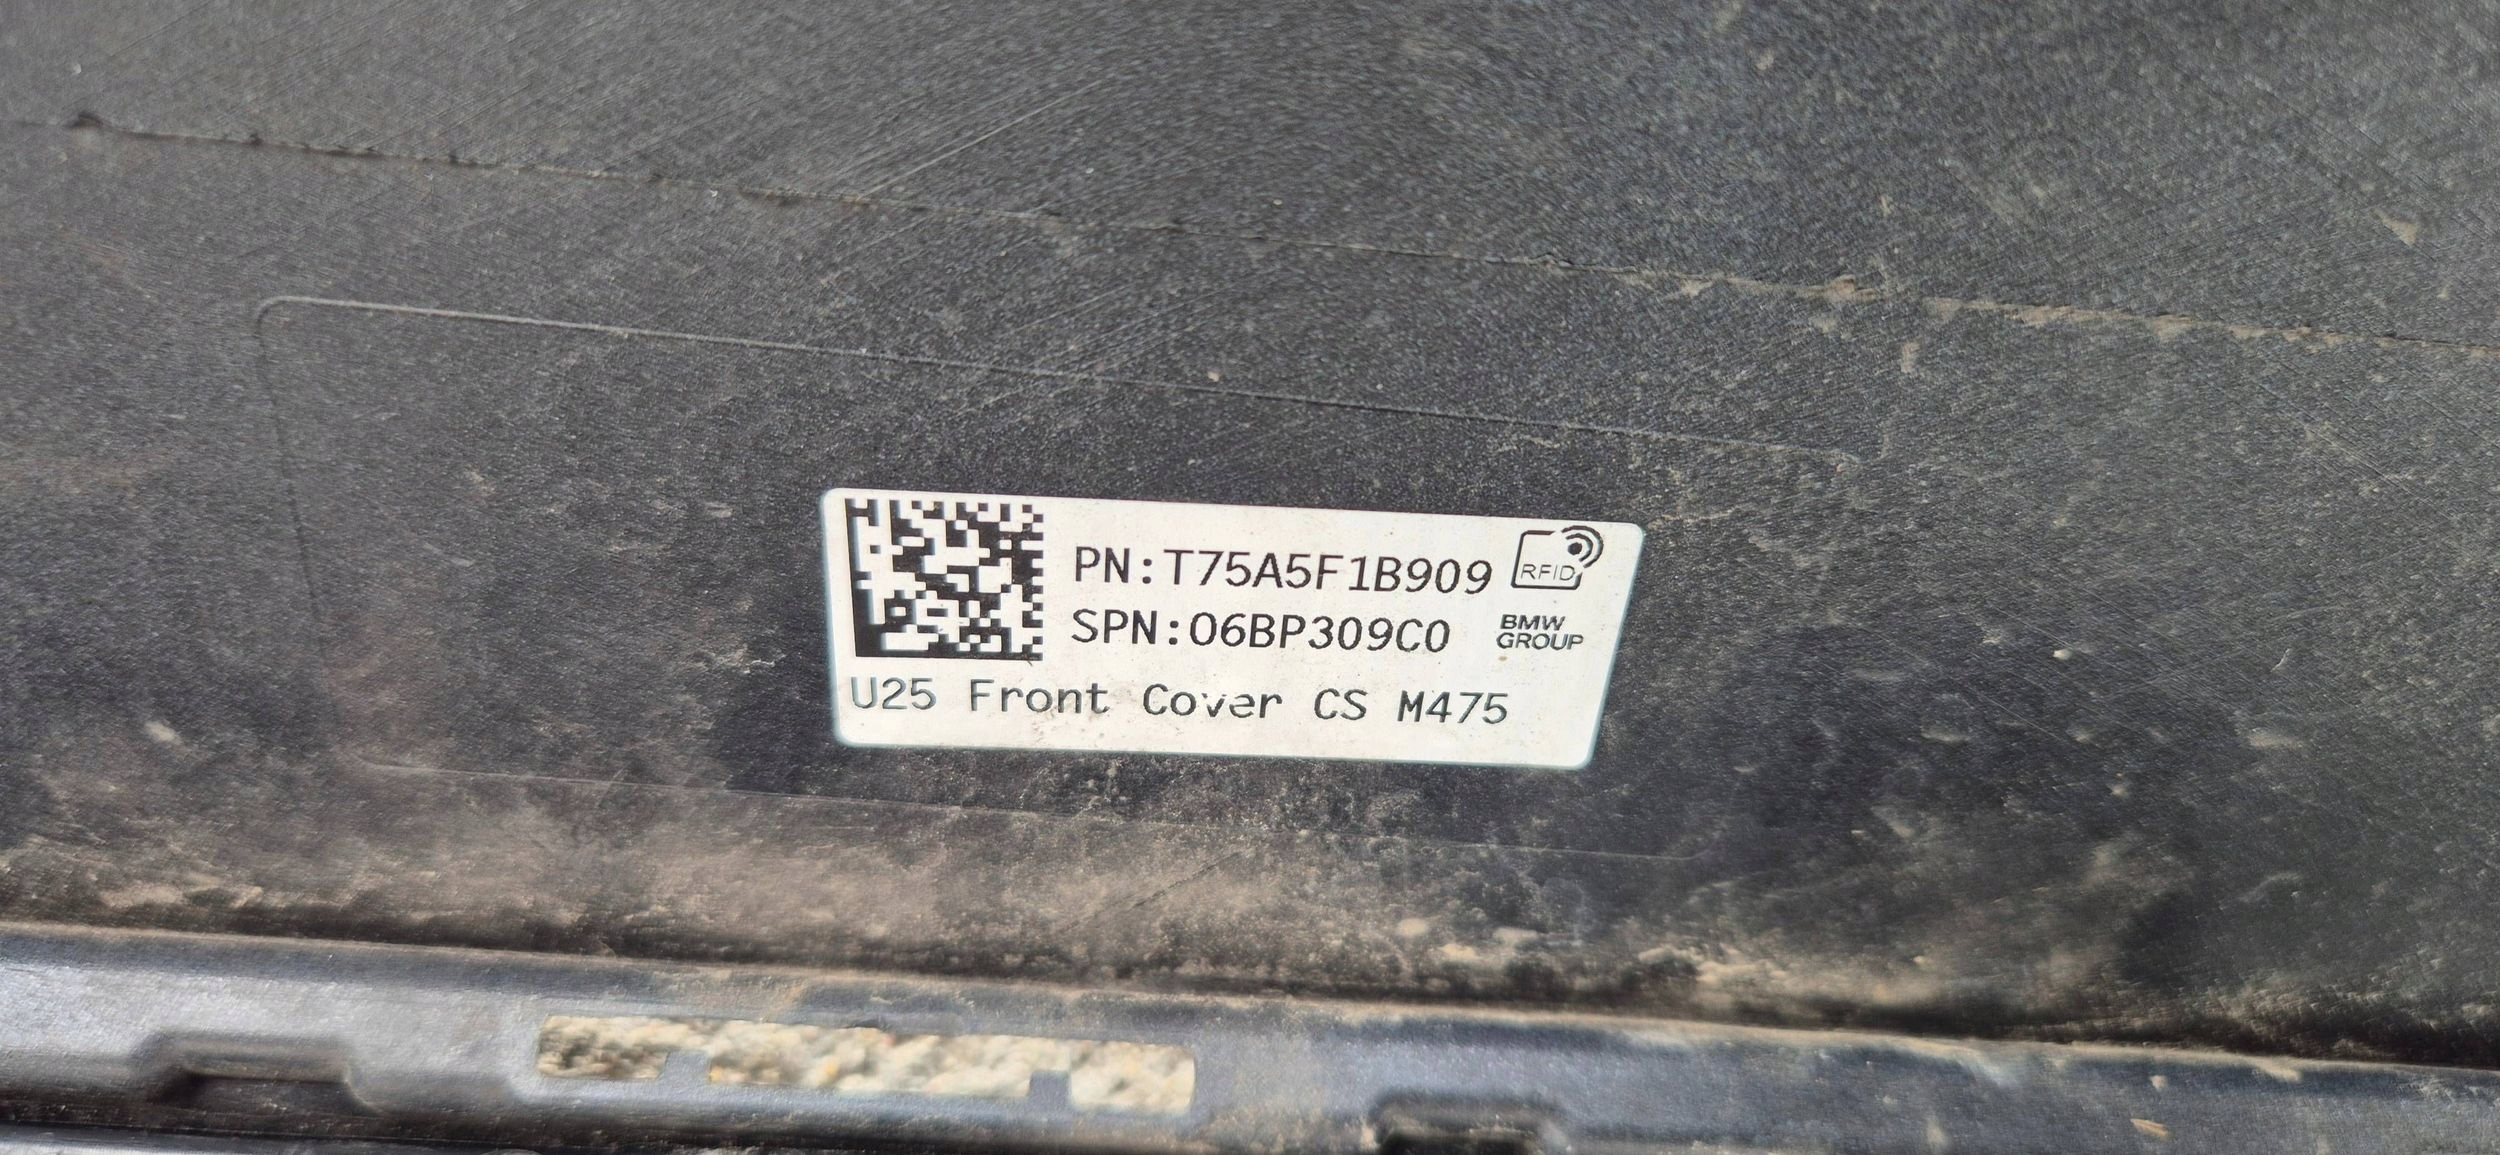 PN:T75A5F1B909
RFID
SPN:06BP309C0
BMW
GROUP
U25 Front Cover CS M475